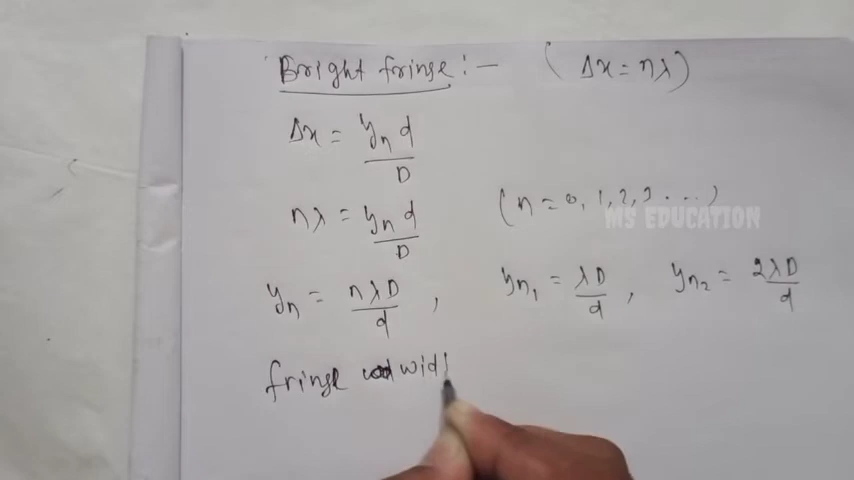 Bright fringe :- (Δx = nλ)
Δx = yₙ d / D
nλ = yₙ d / D (n = 0, 1, 2, 3 ...)
MS EDUCATION
yₙ = nλD / d , yₙ₁ = λD / d , yₙ₂ = 2λD / d
fringe wid